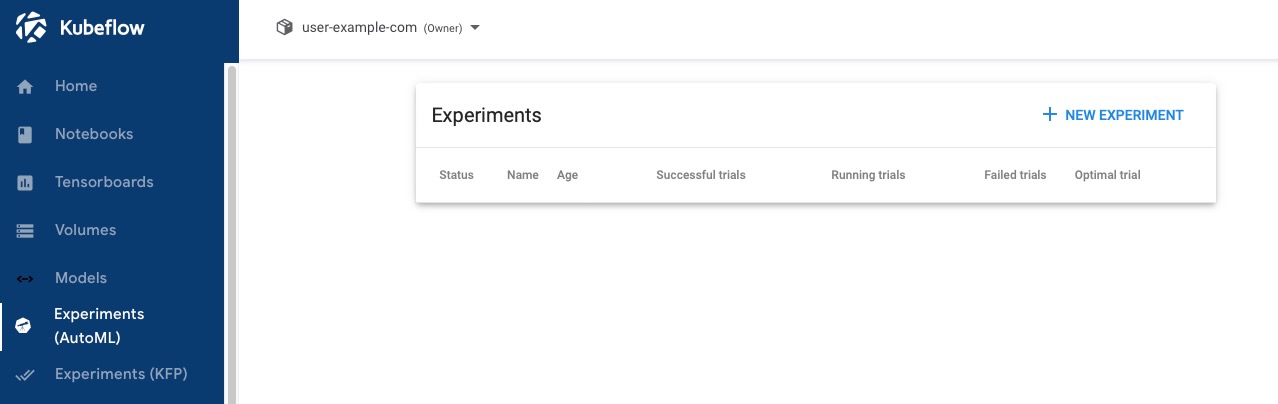 Kubeflow
user-example-com (Owner)
Home
Notebooks
Tensorboards
Volumes
Models
Experiments
(AutoML)
Experiments (KFP)
Experiments
NEW EXPERIMENT
Status Name Age Successful trials Running trials Failed trials Optimal trial